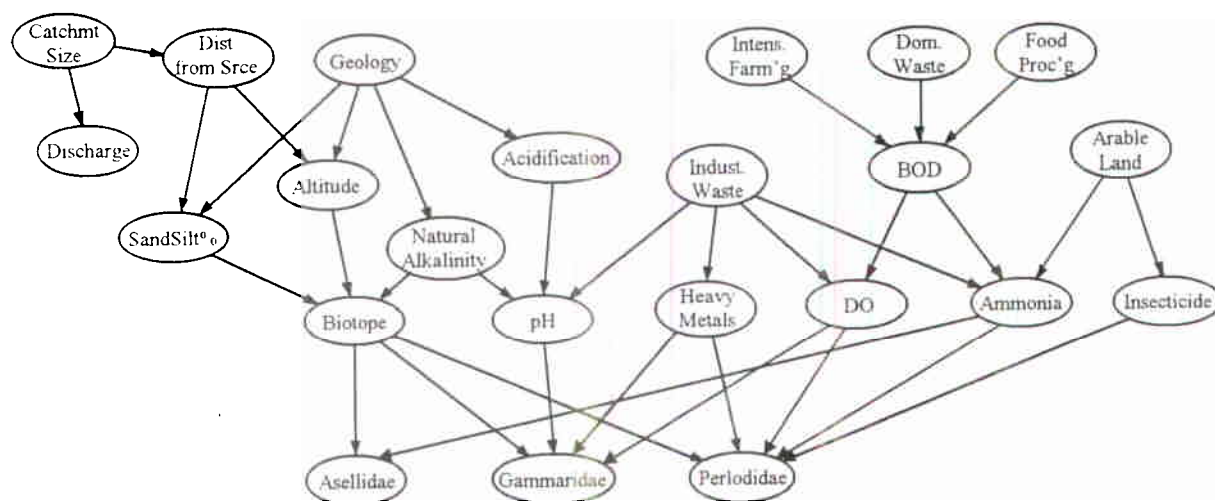 Catchmt
Size
Dist
from Srce
Geology
Intens.
Farm'g
Dom.
Waste
Food
Proc'g
Discharge
Altitude
Acidification
Indust.
Waste
BOD
Arable
Land
SandSilt%
Natural
Alkalinity
Biotope
pH
Heavy
Metals
DO
Ammonia
Insecticide
Asellidae
Gammaridae
Perlodidae